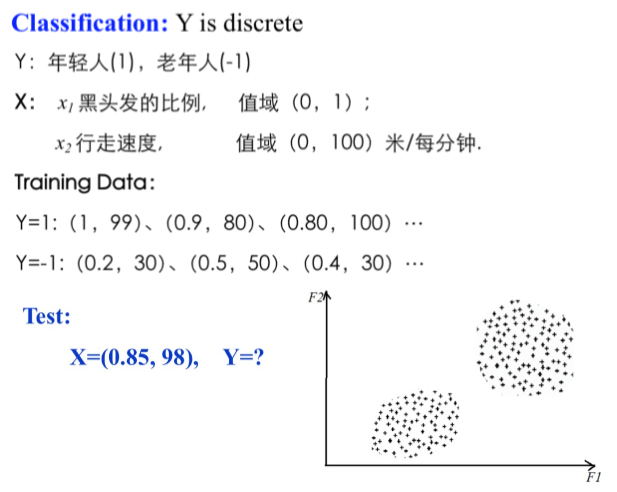 Classification: Y is discrete
Y：年轻人(1)，老年人(-1)
X： x1 黑头发的比例， 值域（0，1）；
x2 行走速度， 值域（0，100）米/每分钟.
Training Data：
Y=1：（1，99）、（0.9，80）、（0.80，100）…
Y=-1：（0.2，30）、（0.5，50）、（0.4，30）…
Test:
X=(0.85, 98), Y=?
F2
F1